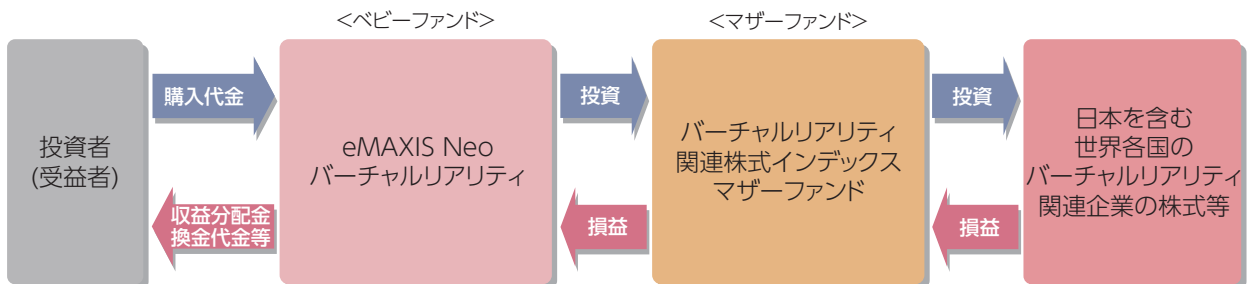 <ベビーファンド>
<マザーファンド>
投資者
(受益者)
購入代金
収益分配金
換金代金等
eMAXIS Neo
バーチャルリアリティ
投資
損益
バーチャルリアリティ
関連株式インデックス
マザーファンド
投資
損益
日本を含む
世界各国の
バーチャルリアリティ
関連企業の株式等